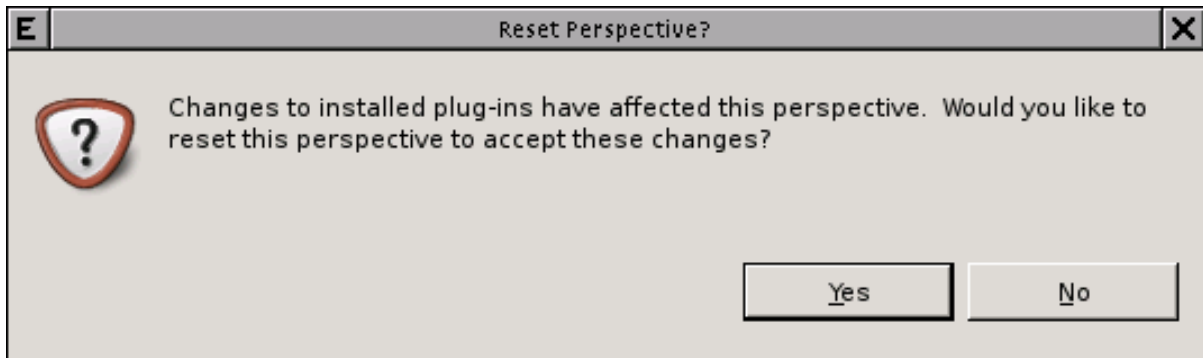 E Reset Perspective? X
Changes to installed plug-ins have affected this perspective.  Would you like to
reset this perspective to accept these changes?
?
Yes No